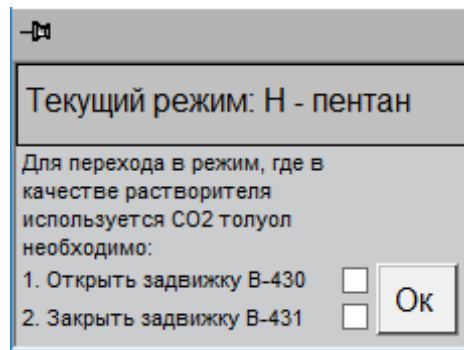 Текущий режим: Н - пентан
Для перехода в режим, где в
качестве растворителя
используется СО2 толуол
необходимо:
1. Открыть задвижку В-430
2. Закрыть задвижку В-431
Ок